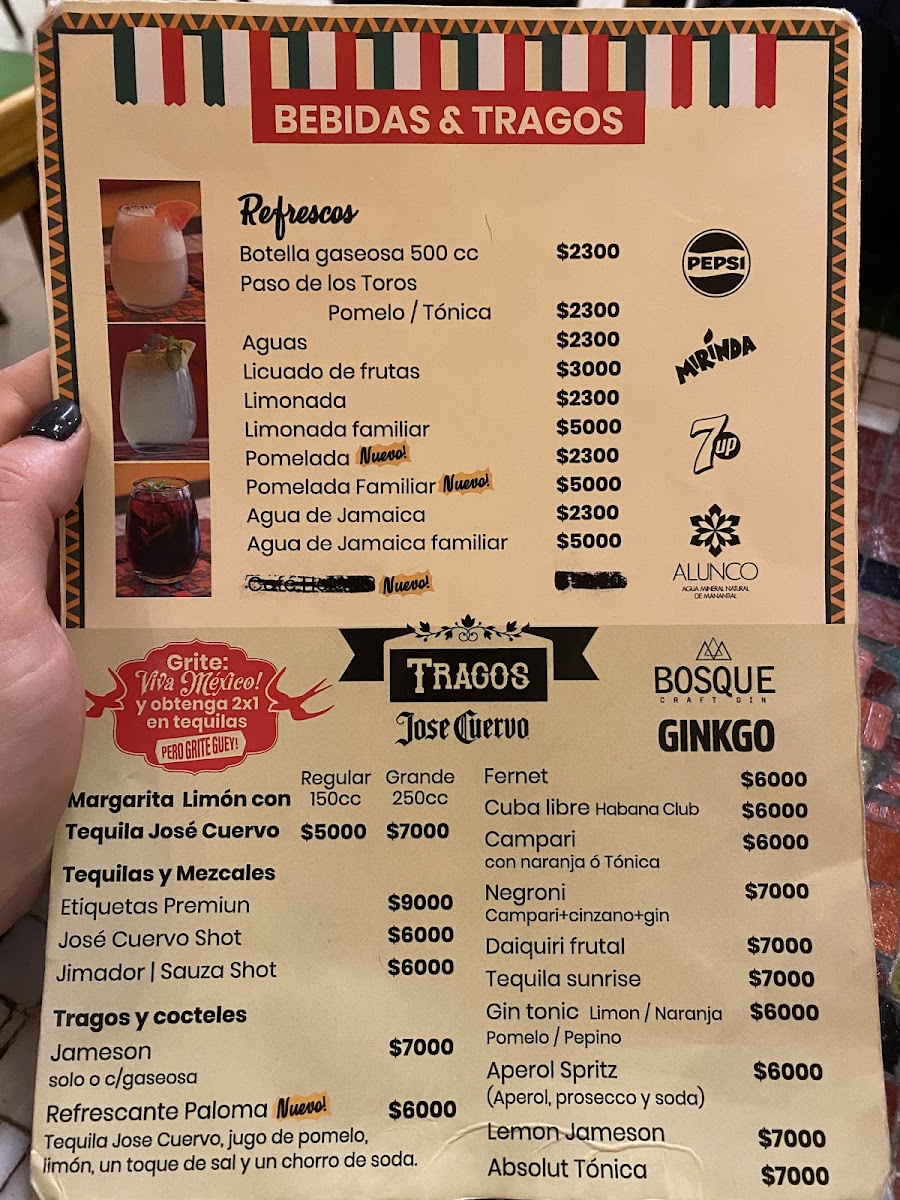 BEBIDAS & TRAGOS
Refrescos
Botella gaseosa 500 cc $2300
Paso de los Toros
Pomelo / Tónica $2300
Aguas $2300
Licuado de frutas $3000
Limonada $2300
Limonada familiar $5000
Pomelada Nuevo! $2300
Pomelada Familiar Nuevo! $5000
Agua de Jamaica $2300
Agua de Jamaica familiar $5000
Nuevo!
PEPSI
MIRINDA
7up
ALUNCO
AGUA MINERAL NATURAL
DE MANANTIAL
Grite:
Viva México!
y obtenga 2x1
en tequilas
PERO GRITE GUEY!
TRAGOS
Jose Cuervo
BOSQUE
CRAFT GIN
GINKGO
Regular Grande
Margarita Limón con 150cc 250cc
Tequila José Cuervo $5000 $7000
Tequilas y Mezcales
Etiquetas Premiun $9000
José Cuervo Shot $6000
Jimador | Sauza Shot $6000
Tragos y cocteles
Jameson $7000
solo o c/gaseosa
Refrescante Paloma Nuevo! $6000
Tequila Jose Cuervo, jugo de pomelo,
limón, un toque de sal y un chorro de soda.
Fernet $6000
Cuba libre Habana Club $6000
Campari $6000
con naranja ó Tónica
Negroni $7000
Campari+cinzano+gin
Daiquiri frutal $7000
Tequila sunrise $7000
Gin tonic Limon / Naranja $6000
Pomelo / Pepino
Aperol Spritz $6000
(Aperol, prosecco y soda)
Lemon Jameson $7000
Absolut Tónica $7000